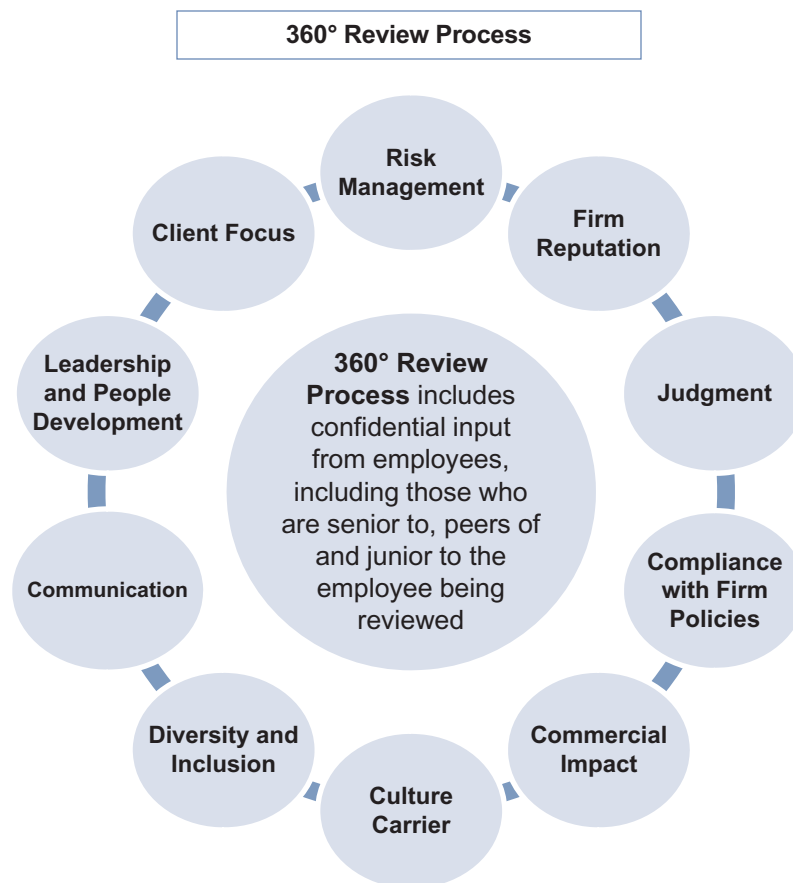 360° Review Process
Risk
Management
Firm
Reputation
Judgment
Compliance
with Firm
Policies
Commercial
Impact
Culture
Carrier
Diversity and
Inclusion
Communication
Leadership
and People
Development
Client Focus
360° Review
Process includes
confidential input
from employees,
including those who
are senior to, peers of
and junior to the
employee being
reviewed